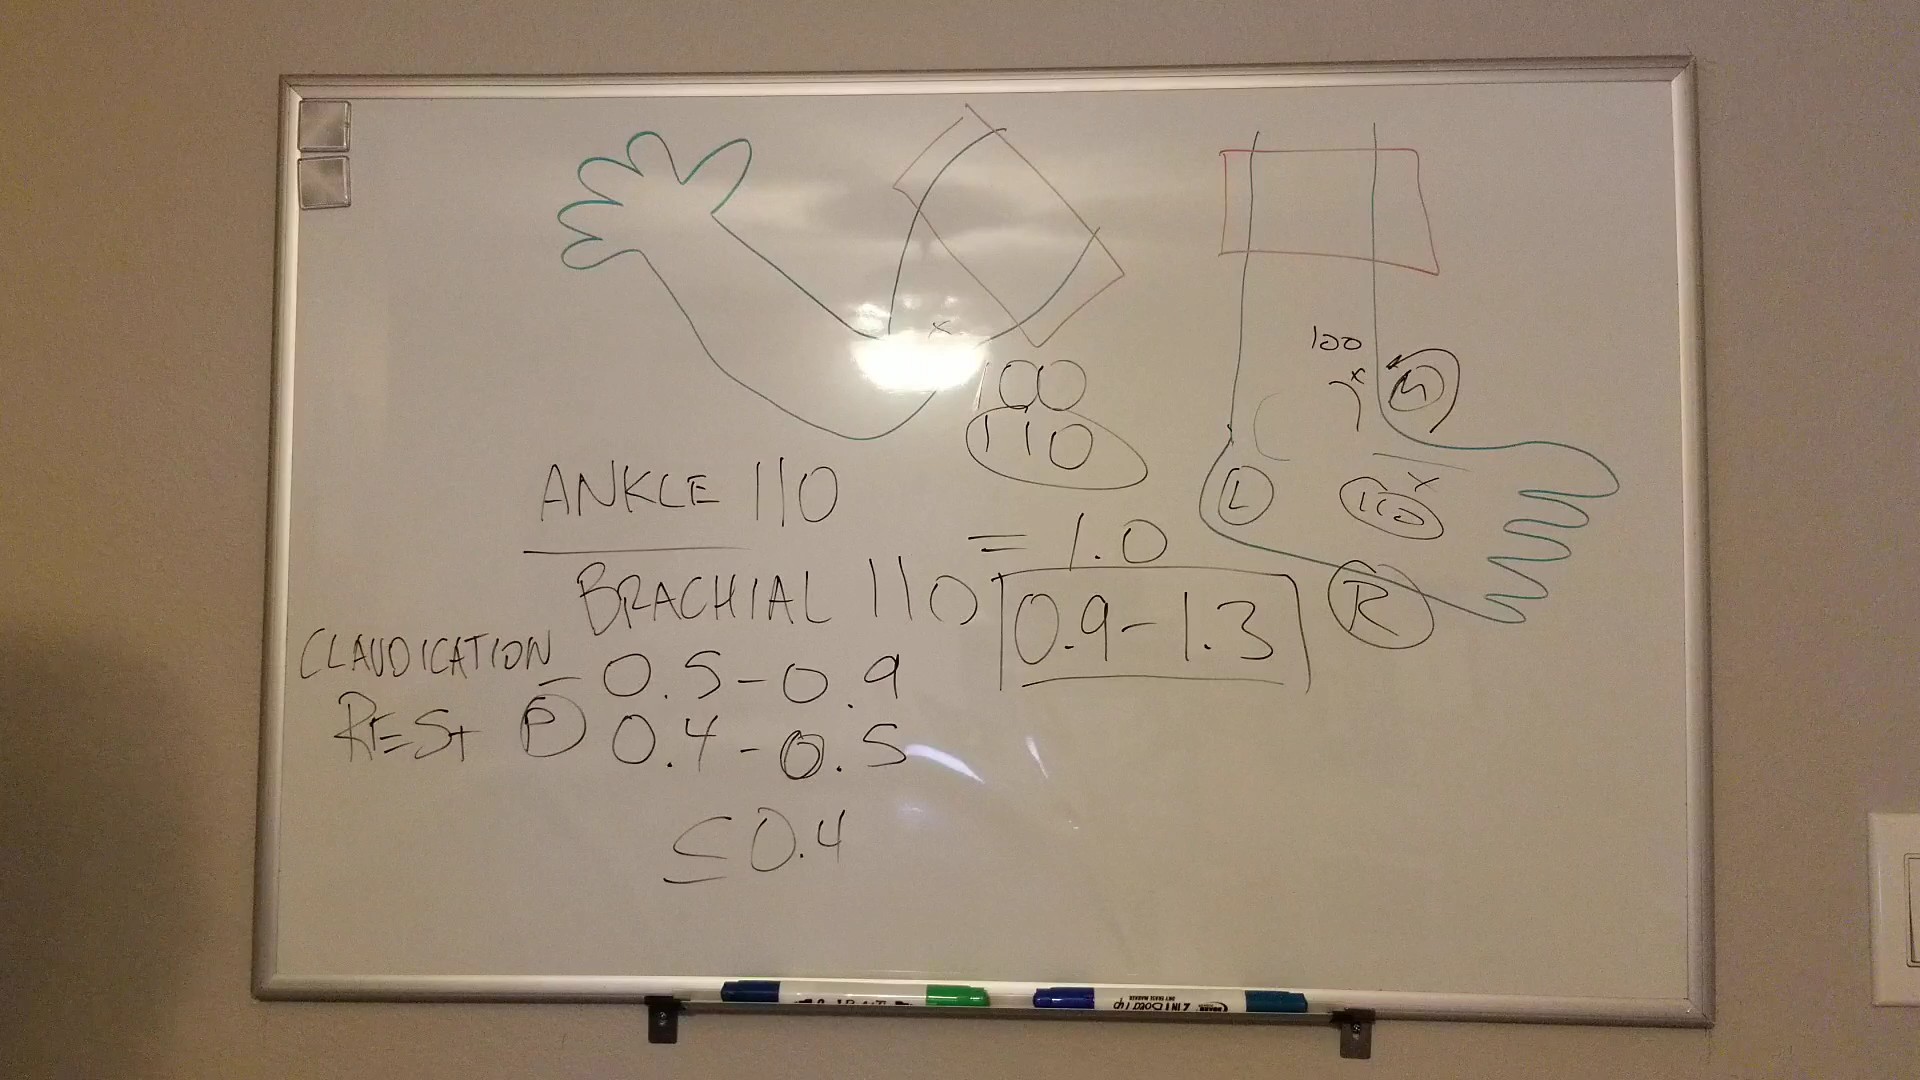 100
110
100
M
L
110
R
ANKLE 110
BRACHIAL 110
= 1.0
0.9-1.3
CLAUDICATION - 0.5-0.9
REST P 0.4-0.5
≤0.4